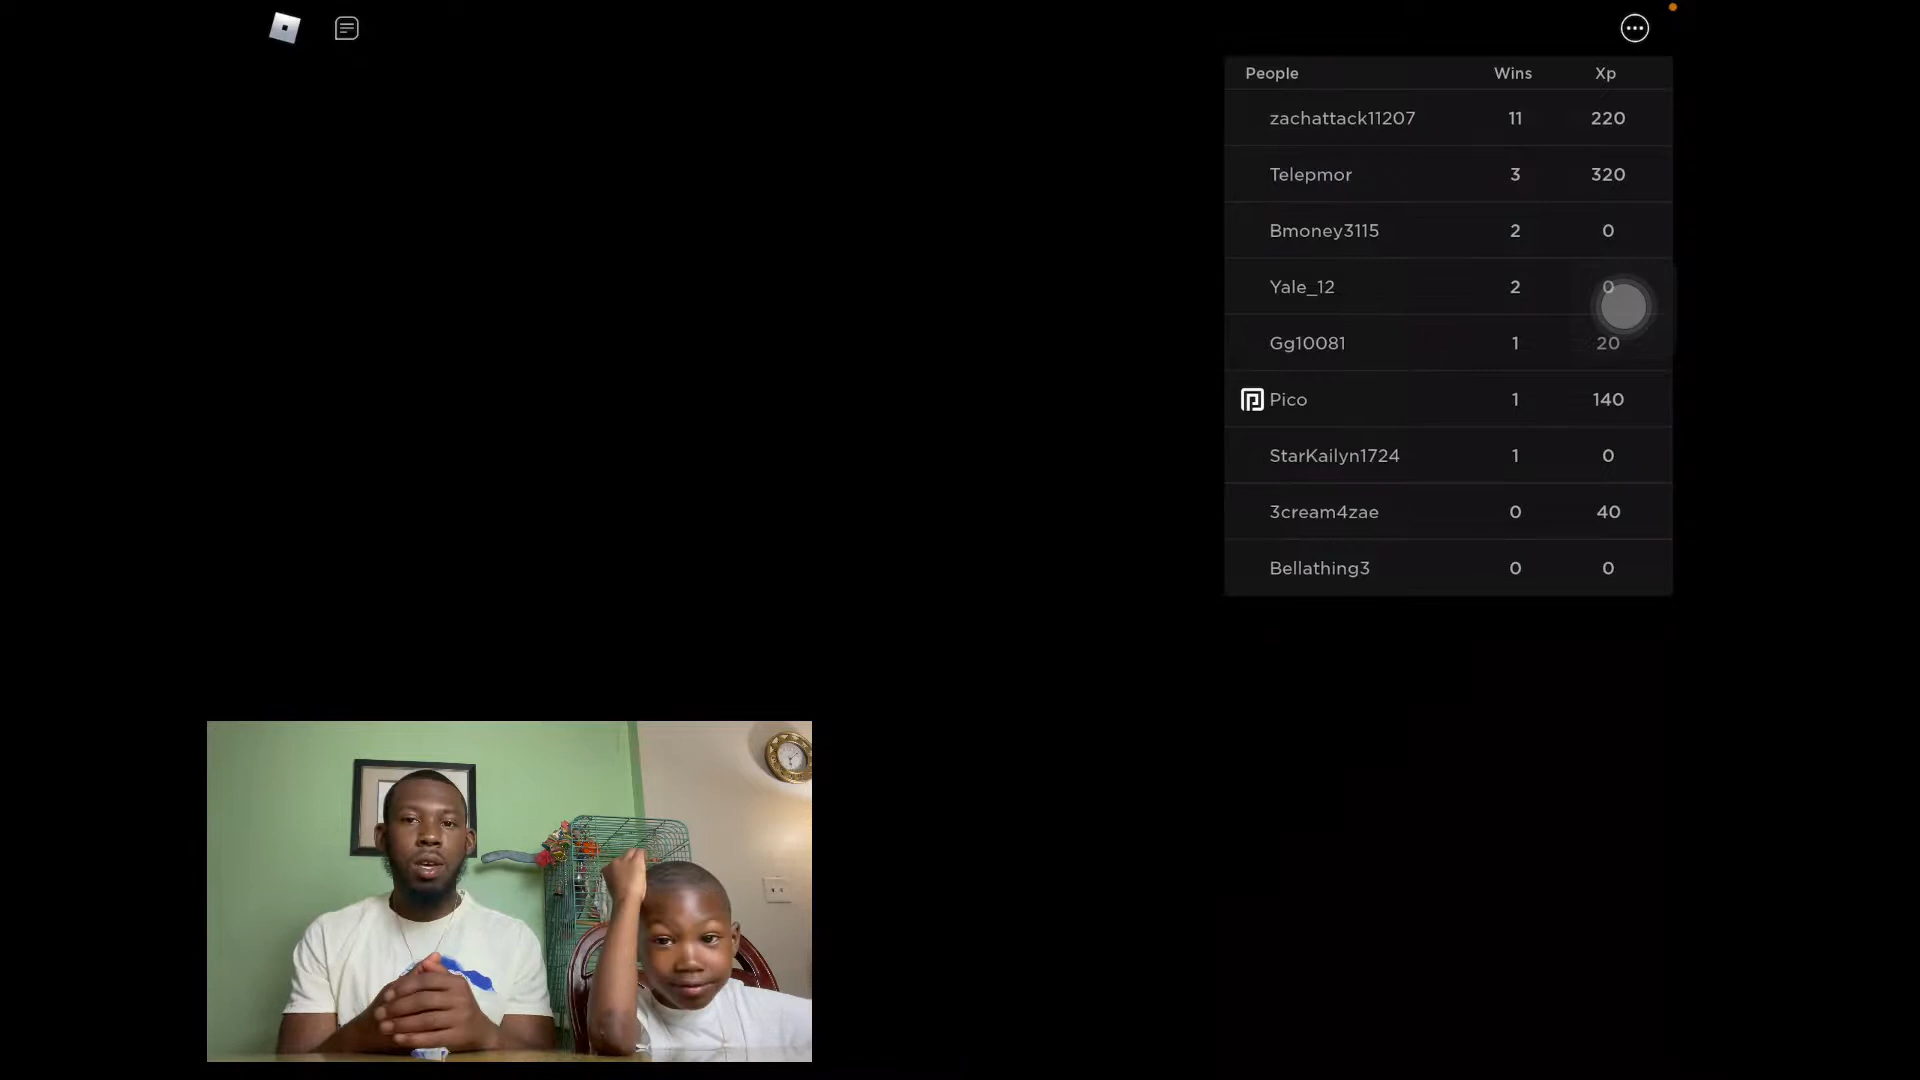 People Wins Xp
zachattack11207 11 220
Telepmor 3 320
Bmoney3115 2 0
Yale_12 2 0
Gg10081 1 20
Pico 1 140
StarKailyn1724 1 0
3cream4zae 0 40
Bellathing3 0 0